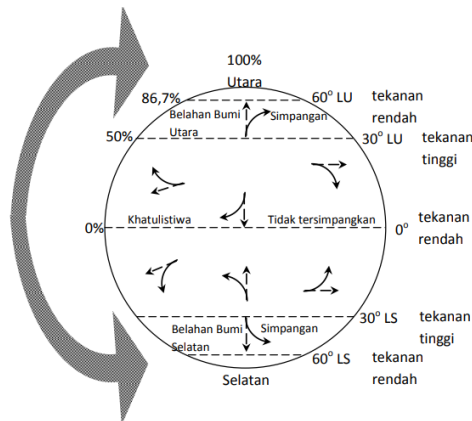 100%
Utara
86,7%
60° LU
tekanan
rendah
Belahan Bumi
Utara
Simpangan
50%
30° LU
tekanan
tinggi
Khatulistiwa
Tidak tersimpangkan
0%
0°
tekanan
rendah
30° LS
tekanan
tinggi
Belahan Bumi
Selatan
Simpangan
60° LS
tekanan
rendah
Selatan